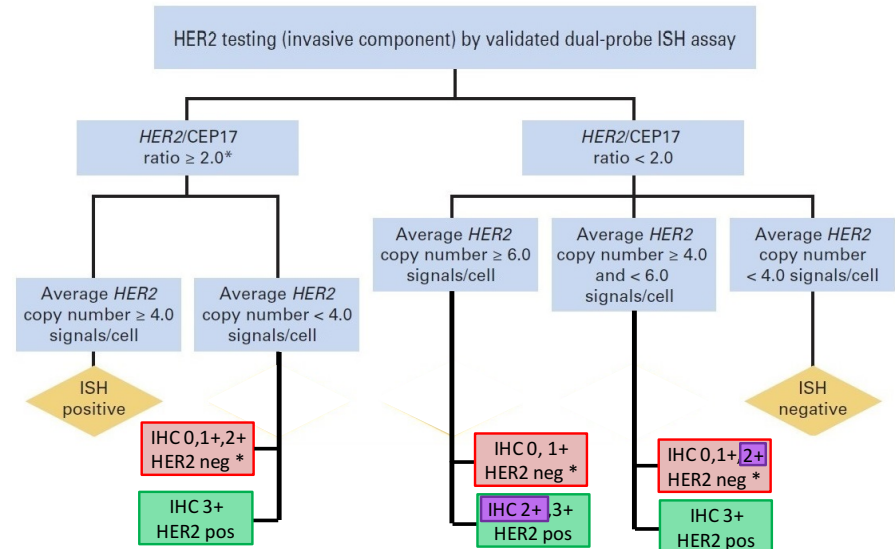 HER2 testing (invasive component) by validated dual-probe ISH assay
HER2/CEP17
ratio ≥ 2.0*
HER2/CEP17
ratio < 2.0
Average HER2
copy number ≥ 4.0
signals/cell
Average HER2
copy number < 4.0
signals/cell
Average HER2
copy number ≥ 6.0
signals/cell
Average HER2
copy number ≥ 4.0
and < 6.0
signals/cell
Average HER2
copy number
< 4.0 signals/cell
ISH
positive
ISH
negative
IHC 0,1+,2+
HER2 neg *
IHC 3+
HER2 pos
IHC 0, 1+
HER2 neg *
IHC 2+ ,3+
HER2 pos
IHC 0,1+,2+
HER2 neg *
IHC 3+
HER2 pos